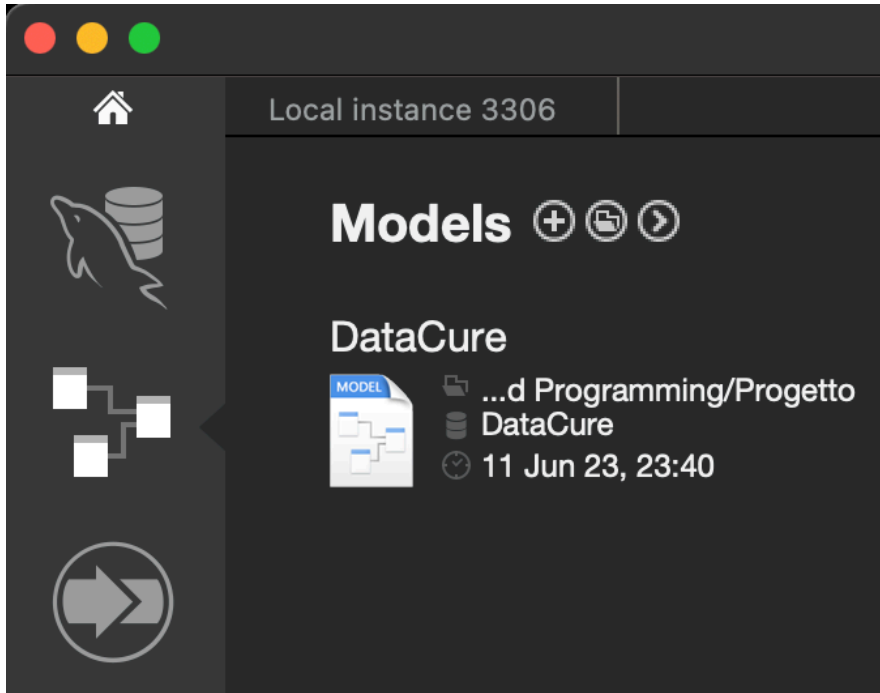 Local instance 3306
Models
DataCure
MODEL
...d Programming/Progetto
DataCure
11 Jun 23, 23:40